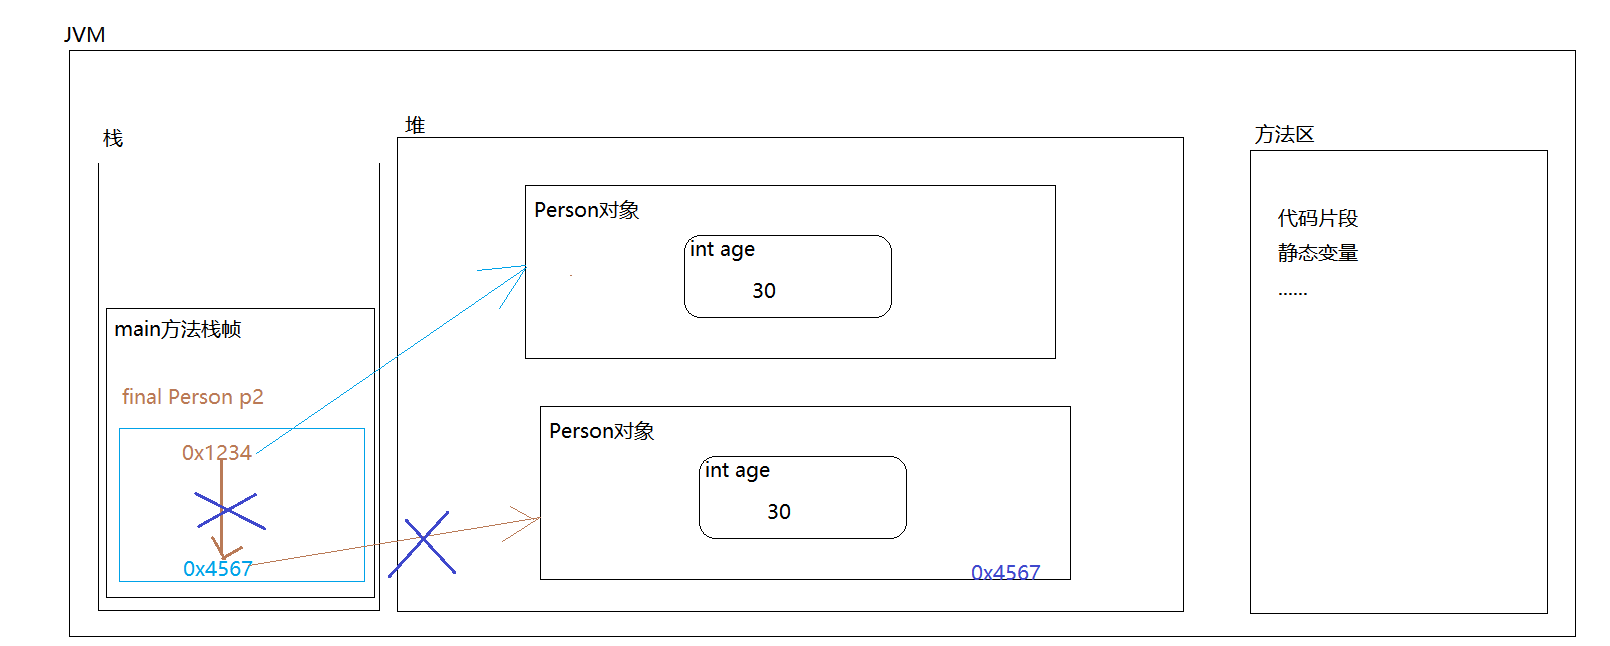 JVM
栈
main方法栈帧
final Person p2
0x1234
0x4567
堆
Person对象
int age
30
Person对象
int age
30
0x4567
方法区
代码片段
静态变量
......